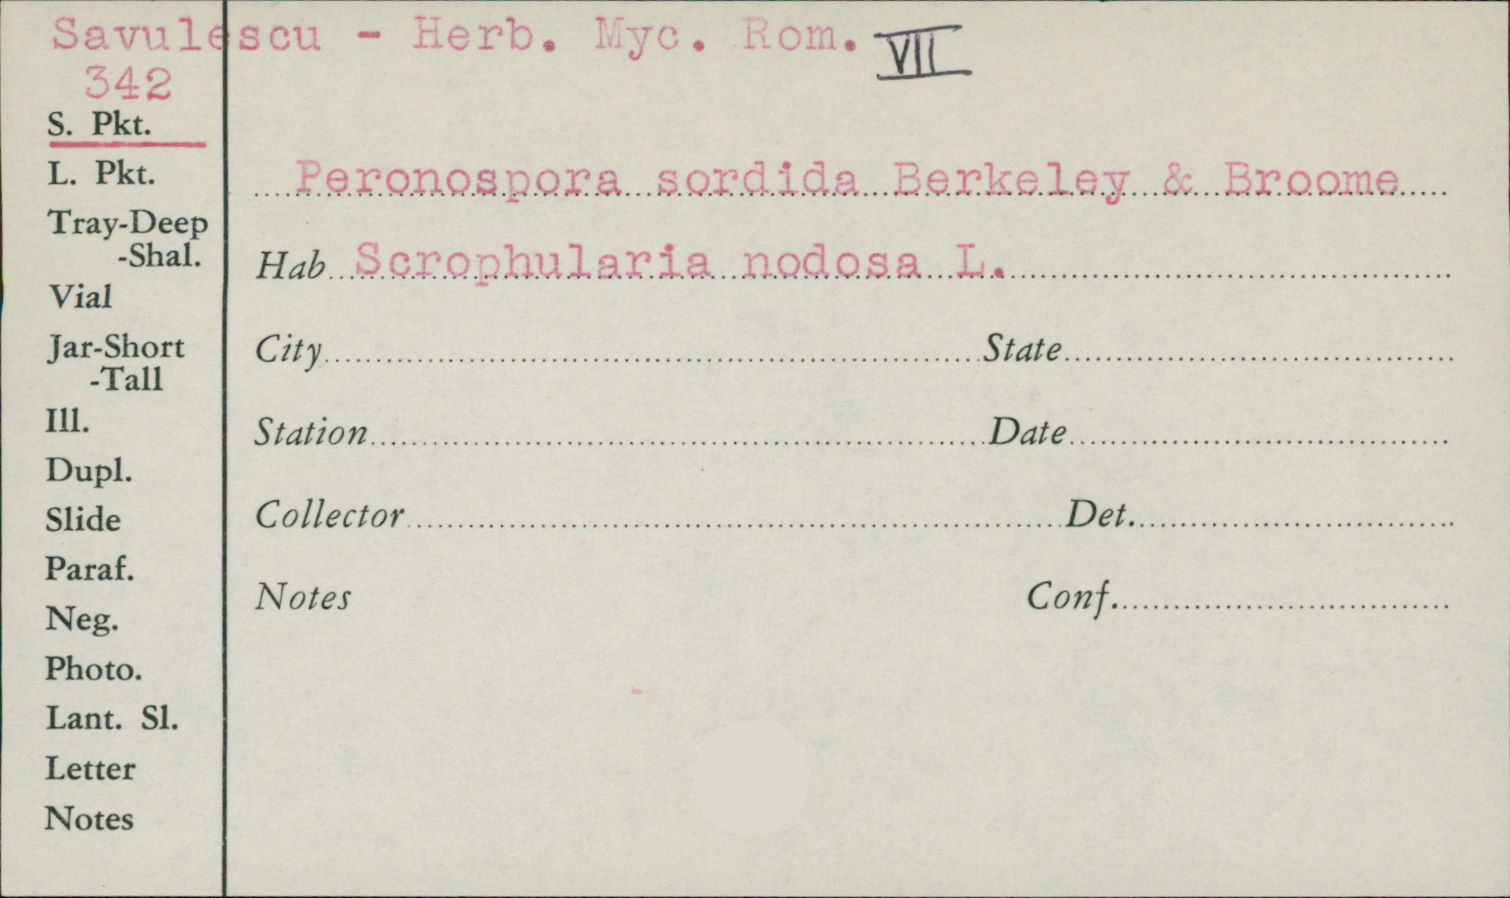 Savulescu - Herb. Myc. Rom. VII
342
S. Pkt.
L. Pkt.
Tray-Deep
-Shal.
Vial
Jar-Short
-Tall
Ill.
Dupl.
Slide
Paraf.
Neg.
Photo.
Lant. Sl.
Letter
Notes
Peronospora sordida Berkeley & Broome
Hab Scrophularia nodosa L.
City State
Station Date
Collector Det.
Notes Conf.